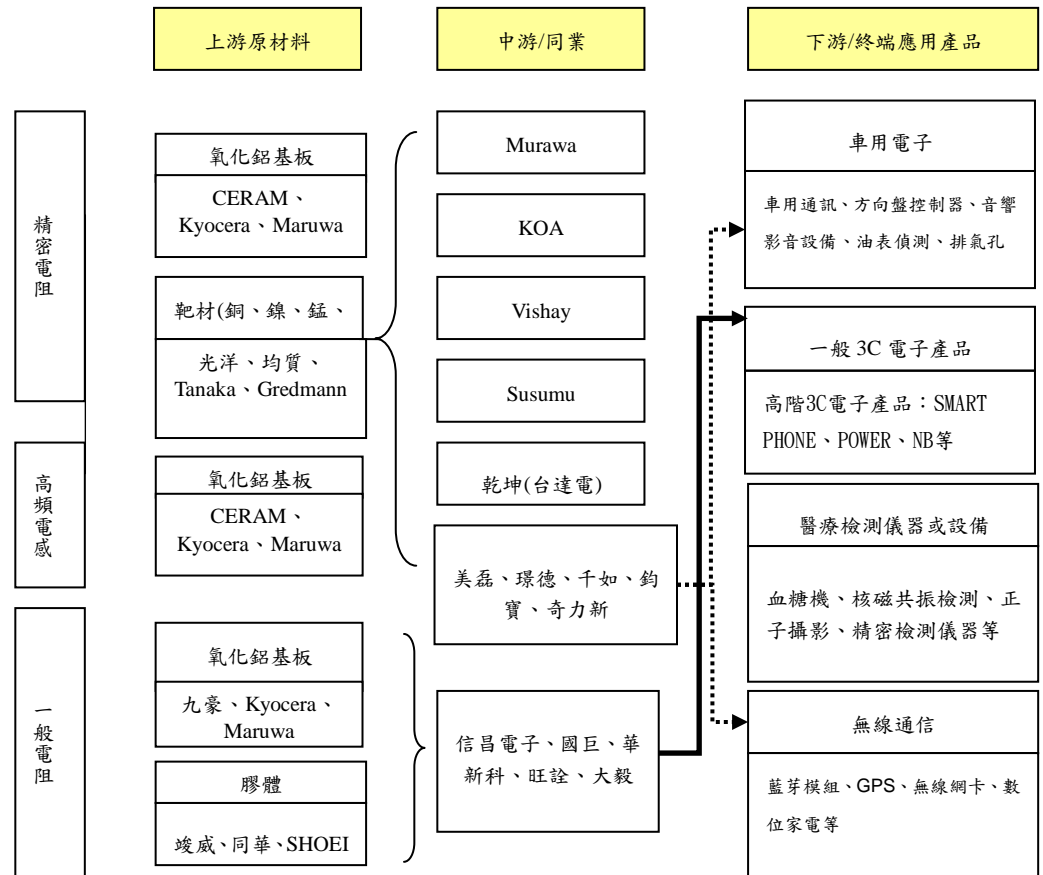 上游原材料
中游/同業
下游/終端應用產品
精密電阻
氧化鋁基板
CERAM、
Kyocera、Maruwa
靶材(銅、鎳、錳、
光洋、均質、
Tanaka、Gredmann
高頻電感
氧化鋁基板
CERAM、
Kyocera、Maruwa
一般電阻
氧化鋁基板
九豪、Kyocera、
Maruwa
膠體
竣威、同華、SHOEI
Murawa
KOA
Vishay
Susumu
乾坤(台達電)
美磊、璟德、千如、鈞
寶、奇力新
信昌電子、國巨、華
新科、旺詮、大毅
車用電子
車用通訊、方向盤控制器、音響
影音設備、油表偵測、排氣孔
一般 3C 電子產品
高階3C電子產品：SMART
PHONE、POWER、NB等
醫療檢測儀器或設備
血糖機、核磁共振檢測、正
子攝影、精密檢測儀器等
無線通信
藍芽模組、GPS、無線網卡、數
位家電等